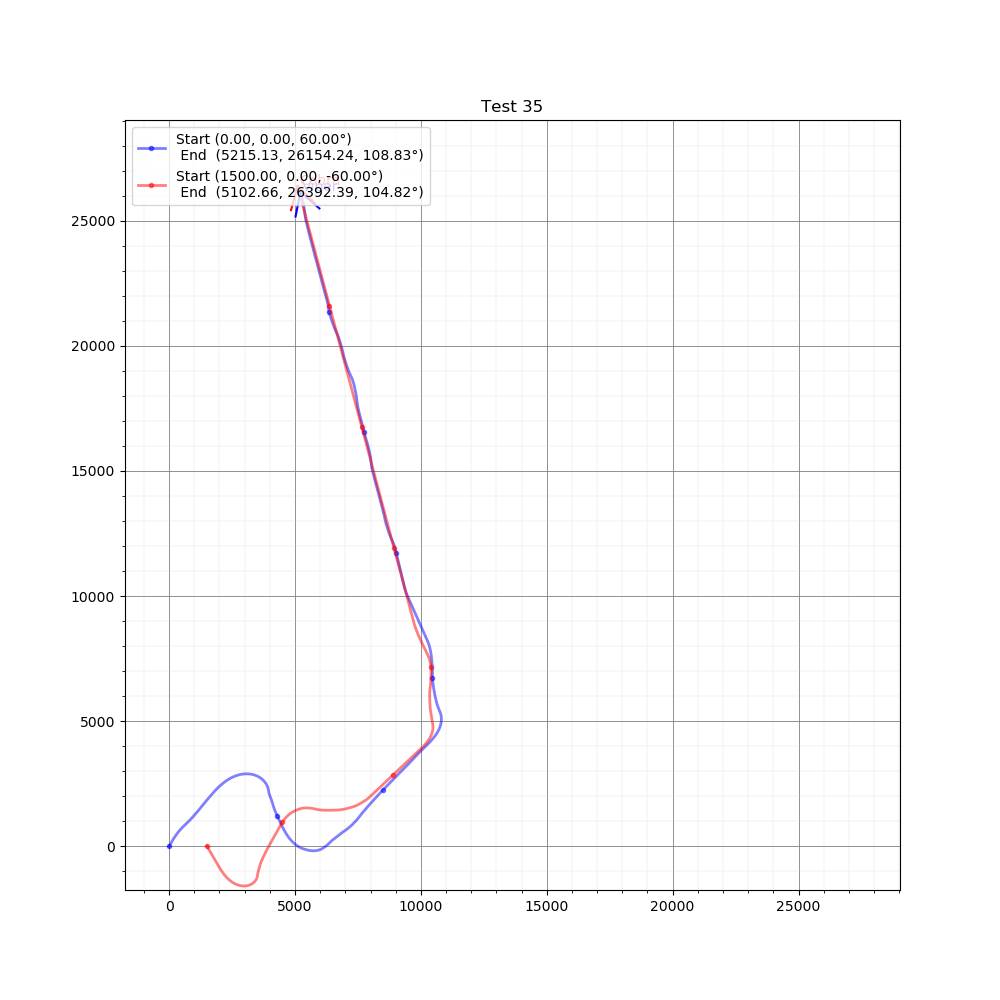 Test 35
Start (0.00, 0.00, 60.00°)
End (5215.13, 26154.24, 108.83°)
Start (1500.00, 0.00, -60.00°)
End (5102.66, 26392.39, 104.82°)
25000
20000
15000
10000
5000
0
0 5000 10000 15000 20000 25000